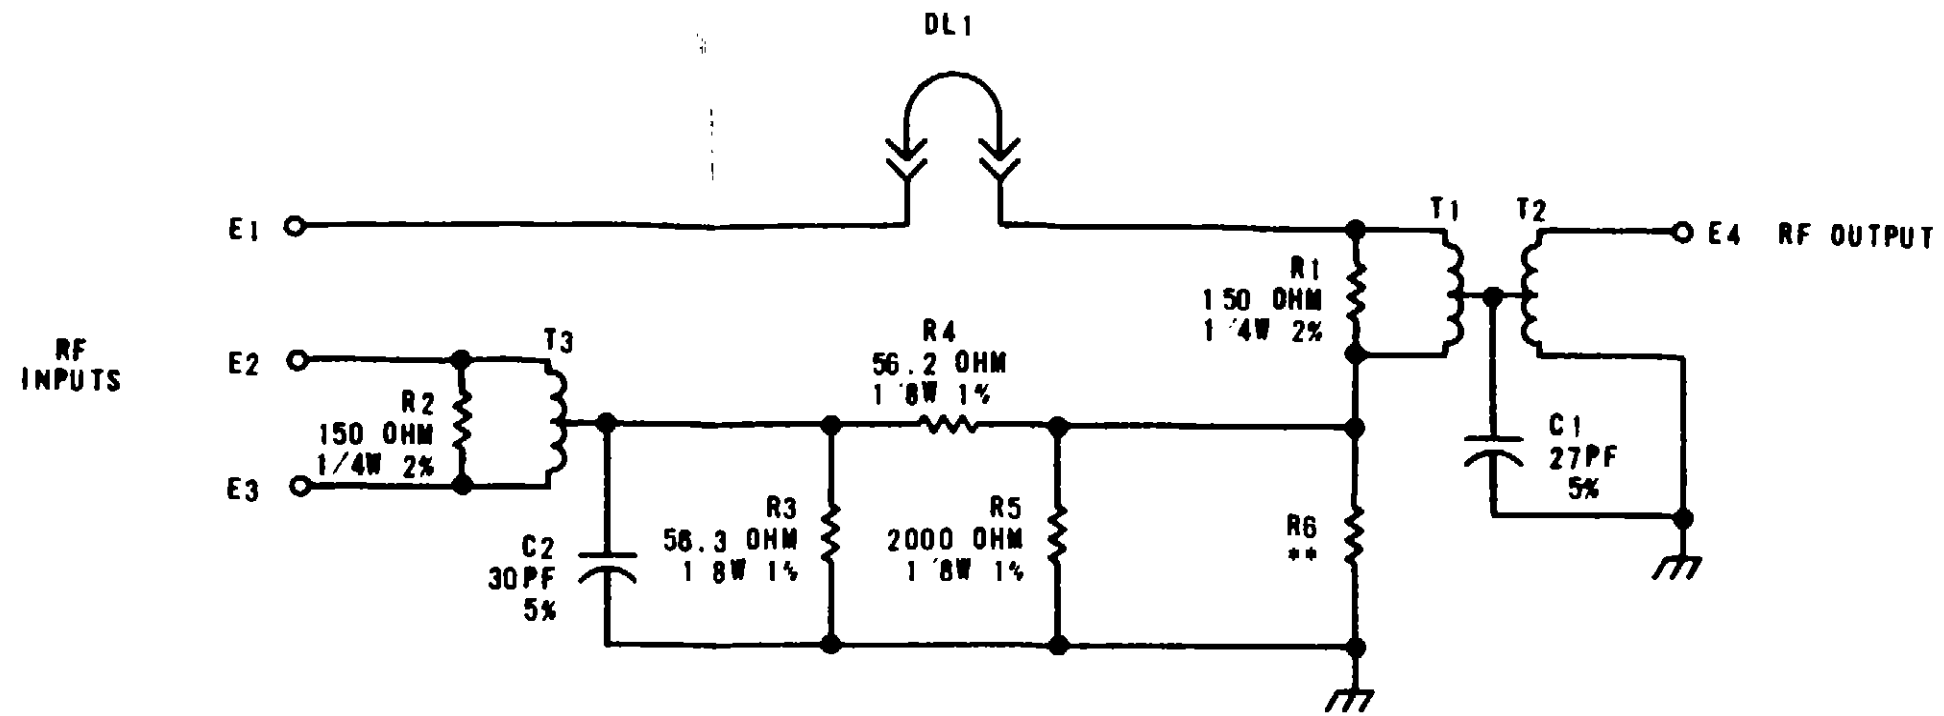 DL1
E1
T1
T2
E4 RF OUTPUT
R1
150 OHM
1/4W 2%
RF
INPUTS
E2
T3
R4
56.2 OHM
1/8W 1%
R2
150 OHM
1/4W 2%
E3
C1
27PF
5%
C2
30PF
5%
R3
OHM
1/8W 1%
R5
2000 OHM
1/8W 1%
R6
**